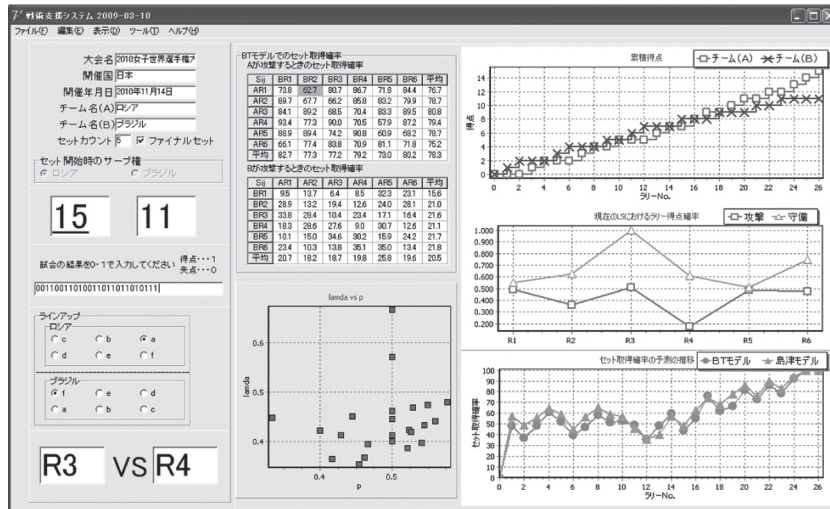 戦術支援システム 2009-03-10
ファイル(F) 編集(E) 表示(D) ツール(T) ヘルプ(H)
大会名 2010女子世界選手権大
開催国 日本
開催年月日 2010年11月14日
チーム名(A) ロシア
チーム名(B) ブラジル
セットカウント 5 ファイナルセット
セット開始時のサーブ権
ロシア ブラジル
15 11
試合の結果を0・1で入力してください 得点・・・1
失点・・・0
00110011010011011011010111
ラインアップ
ロシア
c b a
d e f
ブラジル
f e d
a b c
R3 VS R4
BTモデルでのセット取得確率
Aが攻撃するときのセット取得確率
Sij BR1 BR2 BR3 BR4 BR5 BR6 平均
AR1 73.8 62.7 80.7 86.7 71.8 84.4 76.7
AR2 89.7 67.7 66.2 85.8 83.2 79.9 78.7
AR3 84.1 89.2 68.5 70.4 83.3 89.5 80.8
AR4 93.4 77.3 90.0 70.5 57.9 87.2 79.4
AR5 88.9 89.4 74.2 90.8 60.9 68.2 78.7
AR6 66.1 77.4 83.8 70.9 81.1 71.8 75.2
平均 82.7 77.3 77.2 79.2 73.0 80.2 78.3
Bが攻撃するときのセット取得確率
Sij AR1 AR2 AR3 AR4 AR5 AR6 平均
BR1 9.5 13.7 6.4 8.5 32.3 23.1 15.6
BR2 28.9 13.2 19.4 12.6 24.0 28.1 21.0
BR3 33.8 28.4 10.4 23.4 17.1 16.4 21.6
BR4 18.3 28.6 27.6 9.0 30.7 12.6 21.1
BR5 10.1 15.0 34.6 30.2 15.9 24.2 21.7
BR6 23.4 10.3 13.8 35.1 35.0 13.4 21.8
平均 20.7 18.2 18.7 19.8 25.8 19.6 20.5
lamda vs p
lamda
0.6
0.5
0.4
0.4 0.5
p
累積得点
チーム(A) チーム(B)
得点
14
12
10
8
6
4
2
0
0 2 4 6 8 10 12 14 16 18 20 22 24 26
ラリーNo.
現在のLSIにおけるラリー得点確率
攻撃 守備
1.000
0.900
0.800
0.700
0.600
0.500
0.400
0.300
0.200
R1 R2 R3 R4 R5 R6
セット取得確率の予測の推移
BTモデル 島津モデル
セット取得確率
100
90
80
70
60
50
40
30
20
10
0
0 2 4 6 8 10 12 14 16 18 20 22 24 26
ラリーNo.